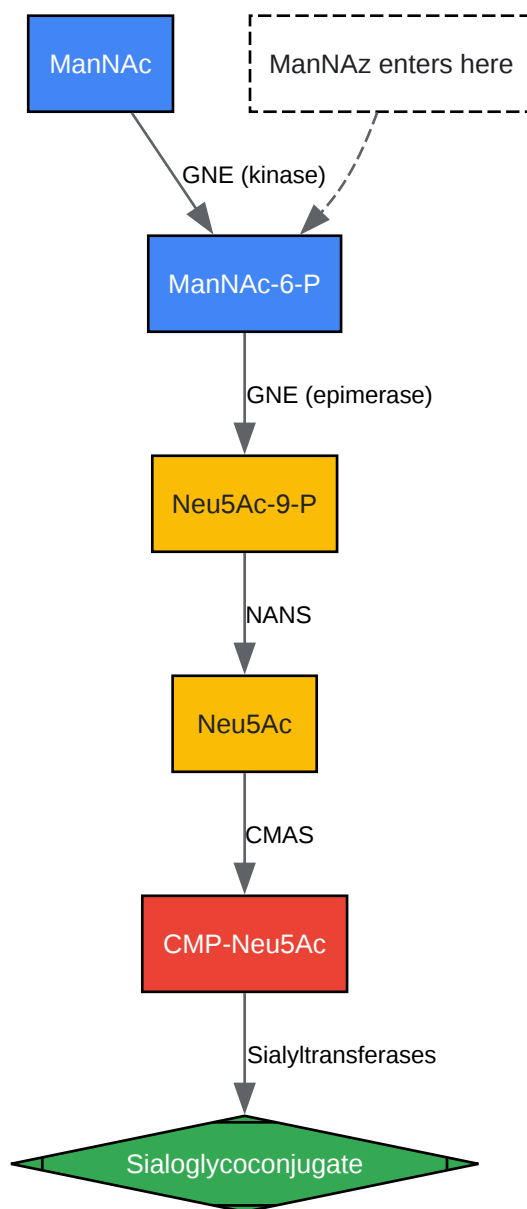 ManNAc
ManNAz enters here
GNE (kinase)
ManNAc-6-P
GNE (epimerase)
Neu5Ac-9-P
NANS
Neu5Ac
CMAS
CMP-Neu5Ac
Sialyltransferases
Sialoglycoconjugate